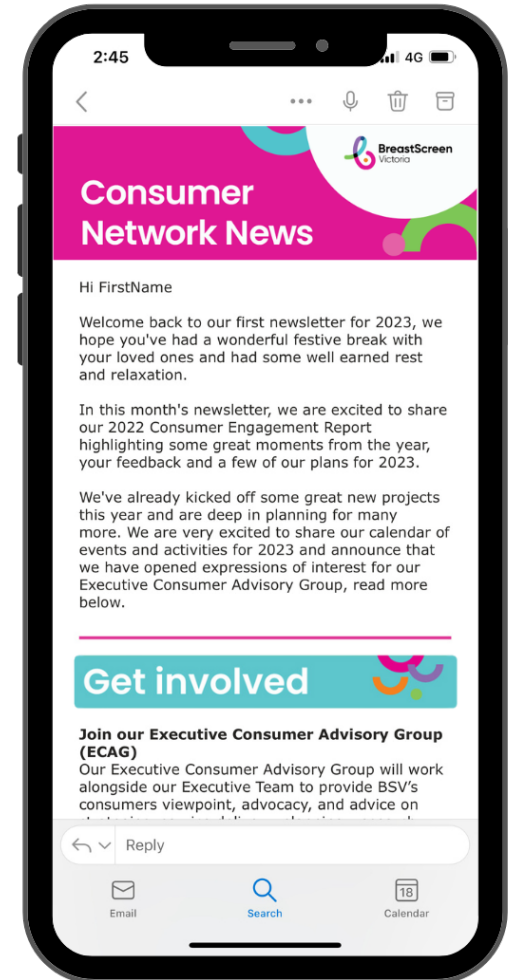 2:45
4G
BreastScreen
Victoria
Consumer
Network News
Hi FirstName
Welcome back to our first newsletter for 2023, we
hope you've had a wonderful festive break with
your loved ones and had some well earned rest
and relaxation.
In this month's newsletter, we are excited to share
our 2022 Consumer Engagement Report
highlighting some great moments from the year,
your feedback and a few of our plans for 2023.
We've already kicked off some great new projects
this year and are deep in planning for many
more. We are very excited to share our calendar of
events and activities for 2023 and announce that
we have opened expressions of interest for our
Executive Consumer Advisory Group, read more
below.
Get involved
Join our Executive Consumer Advisory Group
(ECAG)
Our Executive Consumer Advisory Group will work
alongside our Executive Team to provide BSV's
consumers viewpoint, advocacy, and advice on
Reply
18
Email
Search
Calendar